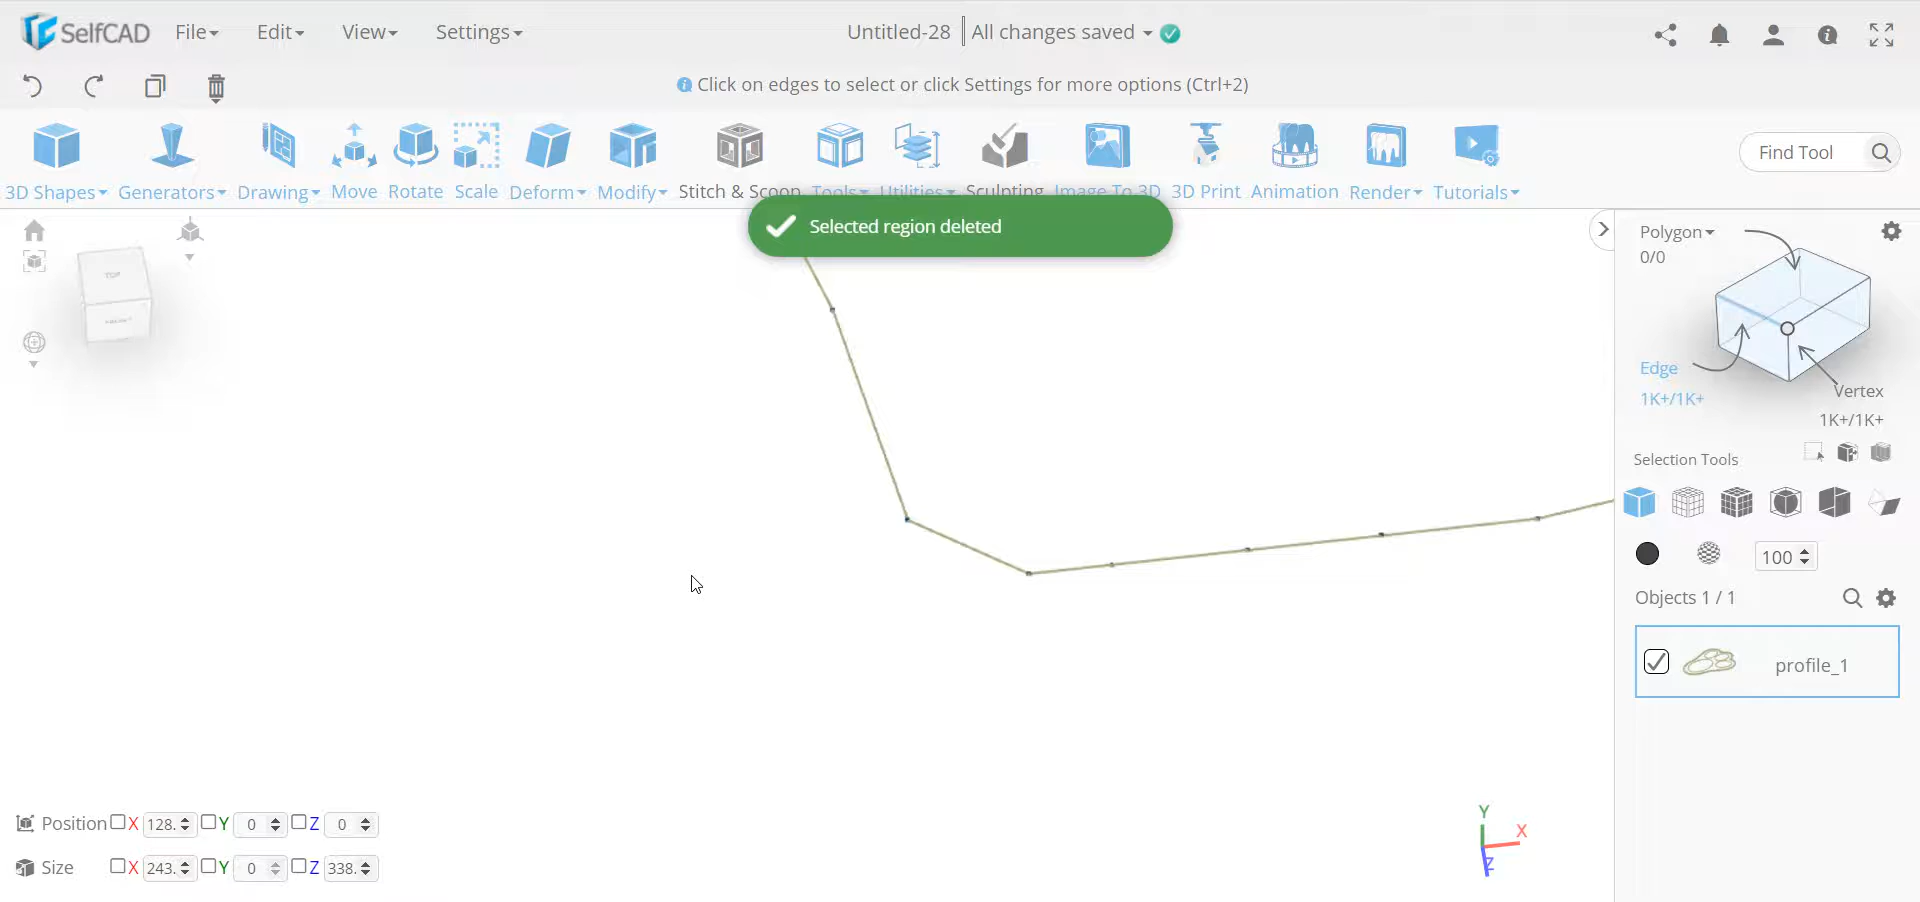 SelfCAD File Edit View Settings Untitled-28 All changes saved
Click on edges to select or click Settings for more options (Ctrl+2)
3D Shapes Generators Drawing Move Rotate Scale Deform Modify Stitch & Scoop Tools Utilities Sculpting Image To 3D 3D Print Animation Render Tutorials
Find Tool
Selected region deleted
TOP
Polygon
0/0
Edge
1K+/1K+
Vertex
1K+/1K+
Selection Tools
100
Objects 1 / 1
profile_1
Position X 128. Y 0 Z 0
Size X 243. Y 0 Z 338.
Y
X
Z